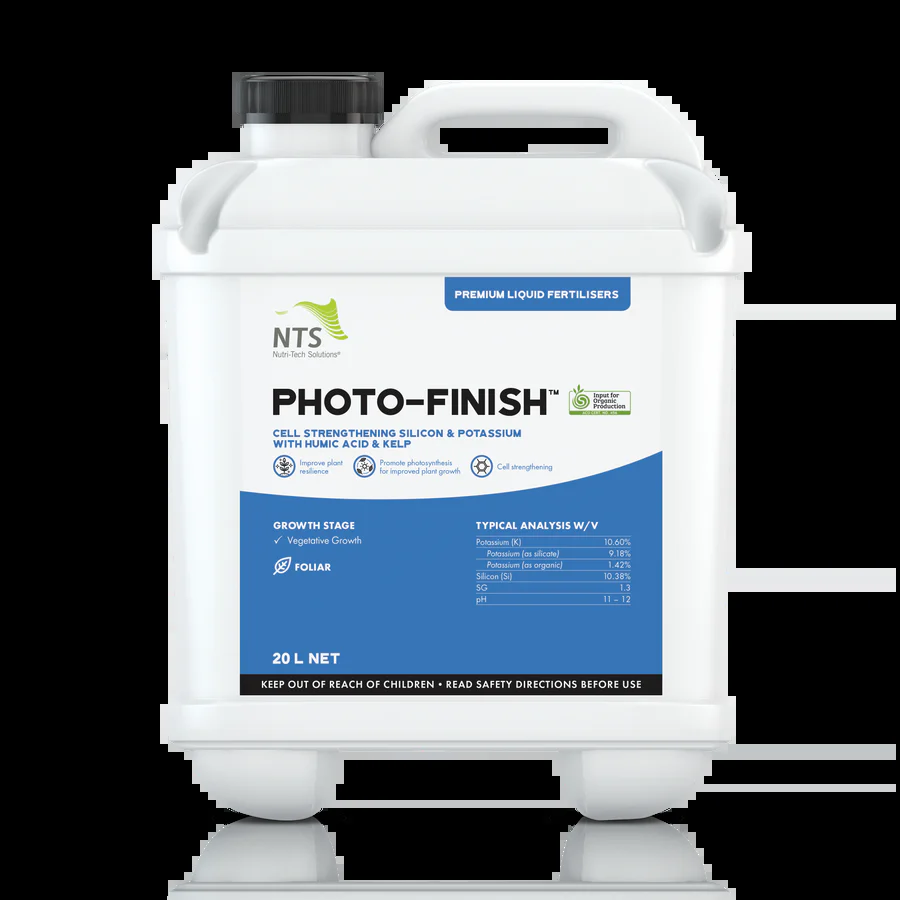 PREMIUM LIQUID FERTILISERS
NTS
Nutri-Tech Solutions®
PHOTO-FINISH™
Input for
Organic
Production
CELL STRENGTHENING SILICON & POTASSIUM
WITH HUMIC ACID & KELP
Improve plant
resilience
Promote photosynthesis
for improved plant growth
Cell strengthening
GROWTH STAGE
✓ Vegetative Growth
FOLIAR
TYPICAL ANALYSIS W/V
Potassium (K) 10.60%
Potassium (as silicate) 9.18%
Potassium (as organic) 1.42%
Silicon (Si) 10.38%
SG 1.3
pH 11 – 12
20 L NET
KEEP OUT OF REACH OF CHILDREN • READ SAFETY DIRECTIONS BEFORE USE